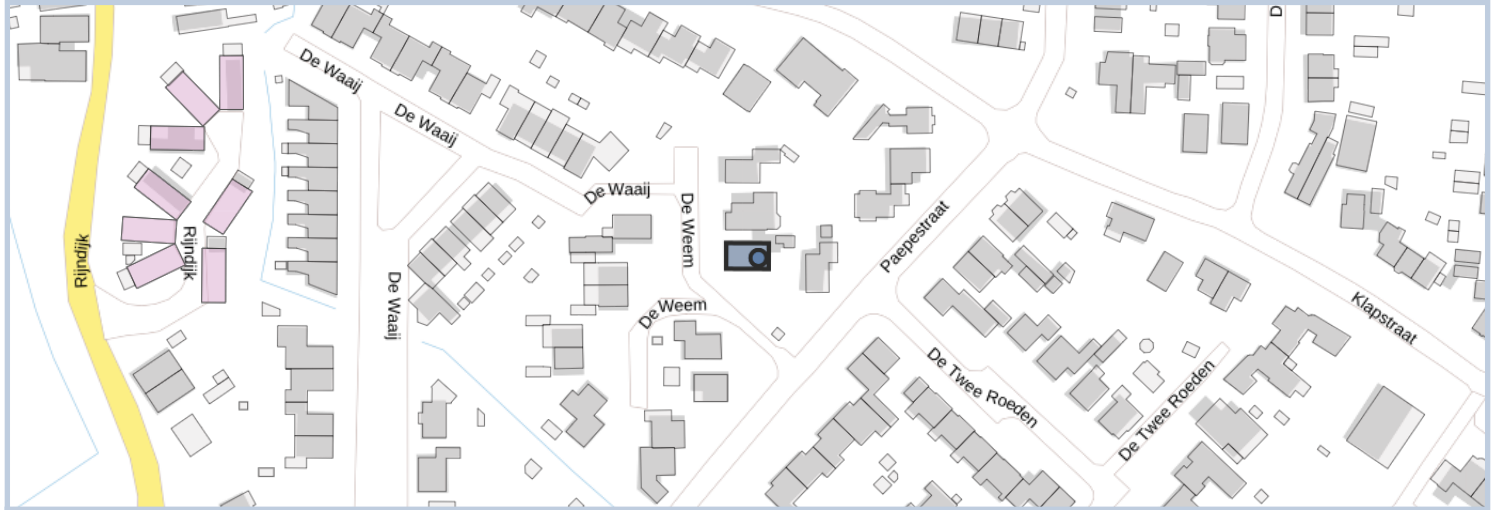 D
De Waaij
De Waaij
De Waaij
De Weem
Paepestraat
Rijndijk
Rijndijk
De Waaij
De Weem
Klapstraat
De Twee Roeden
De Twee Roeden